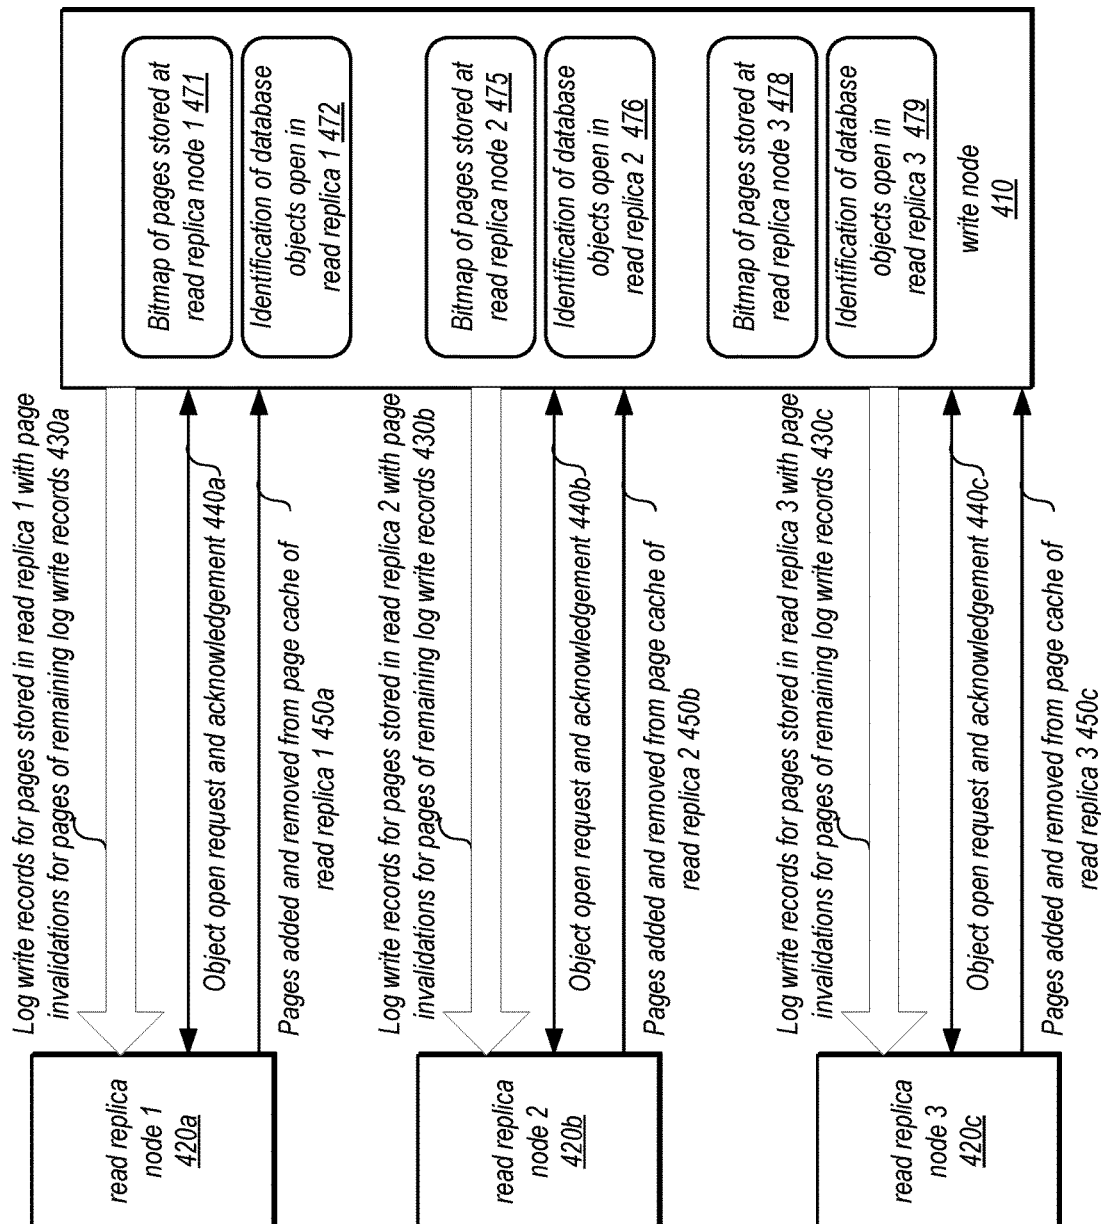 Bitmap of pages stored at
read replica node 1 471
Identification of database
objects open in
read replica 1 472
Bitmap of pages stored at
read replica node 2 475
Identification of database
objects open in
read replica 2 476
Bitmap of pages stored at
read replica node 3 478
Identification of database
objects open in
read replica 3 479
write node
410
Log write records for pages stored in read replica 1 with page
invalidations for pages of remaining log write records 430a
Object open request and acknowledgement 440a
Pages added and removed from page cache of
read replica 1 450a
Log write records for pages stored in read replica 2 with page
invalidations for pages of remaining log write records 430b
Object open request and acknowledgement 440b
Pages added and removed from page cache of
read replica 2 450b
Log write records for pages stored in read replica 3 with page
invalidations for pages of remaining log write records 430c
Object open request and acknowledgement 440c
Pages added and removed from page cache of
read replica 3 450c
read replica
node 1
420a
read replica
node 2
420b
read replica
node 3
420c